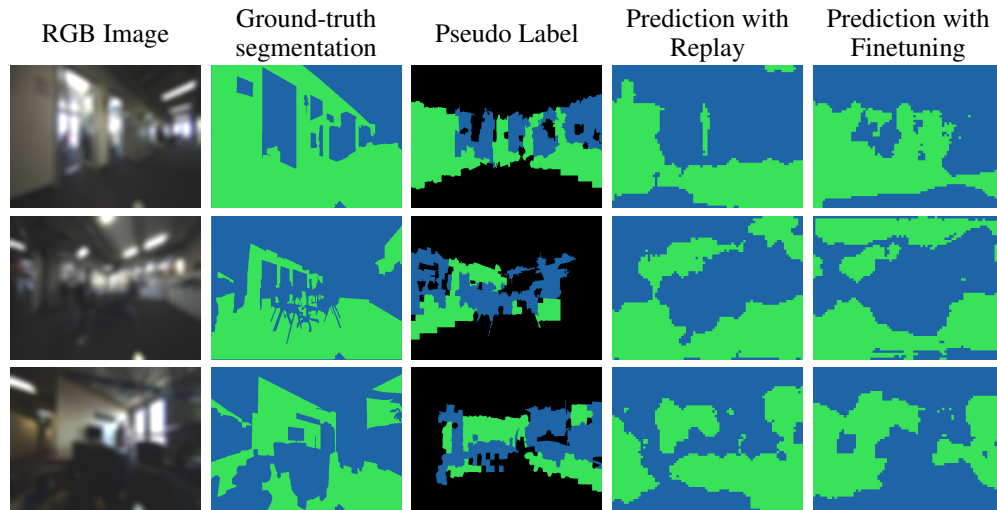 RGB Image
Ground-truth
segmentation
Pseudo Label
Prediction with
Replay
Prediction with
Finetuning